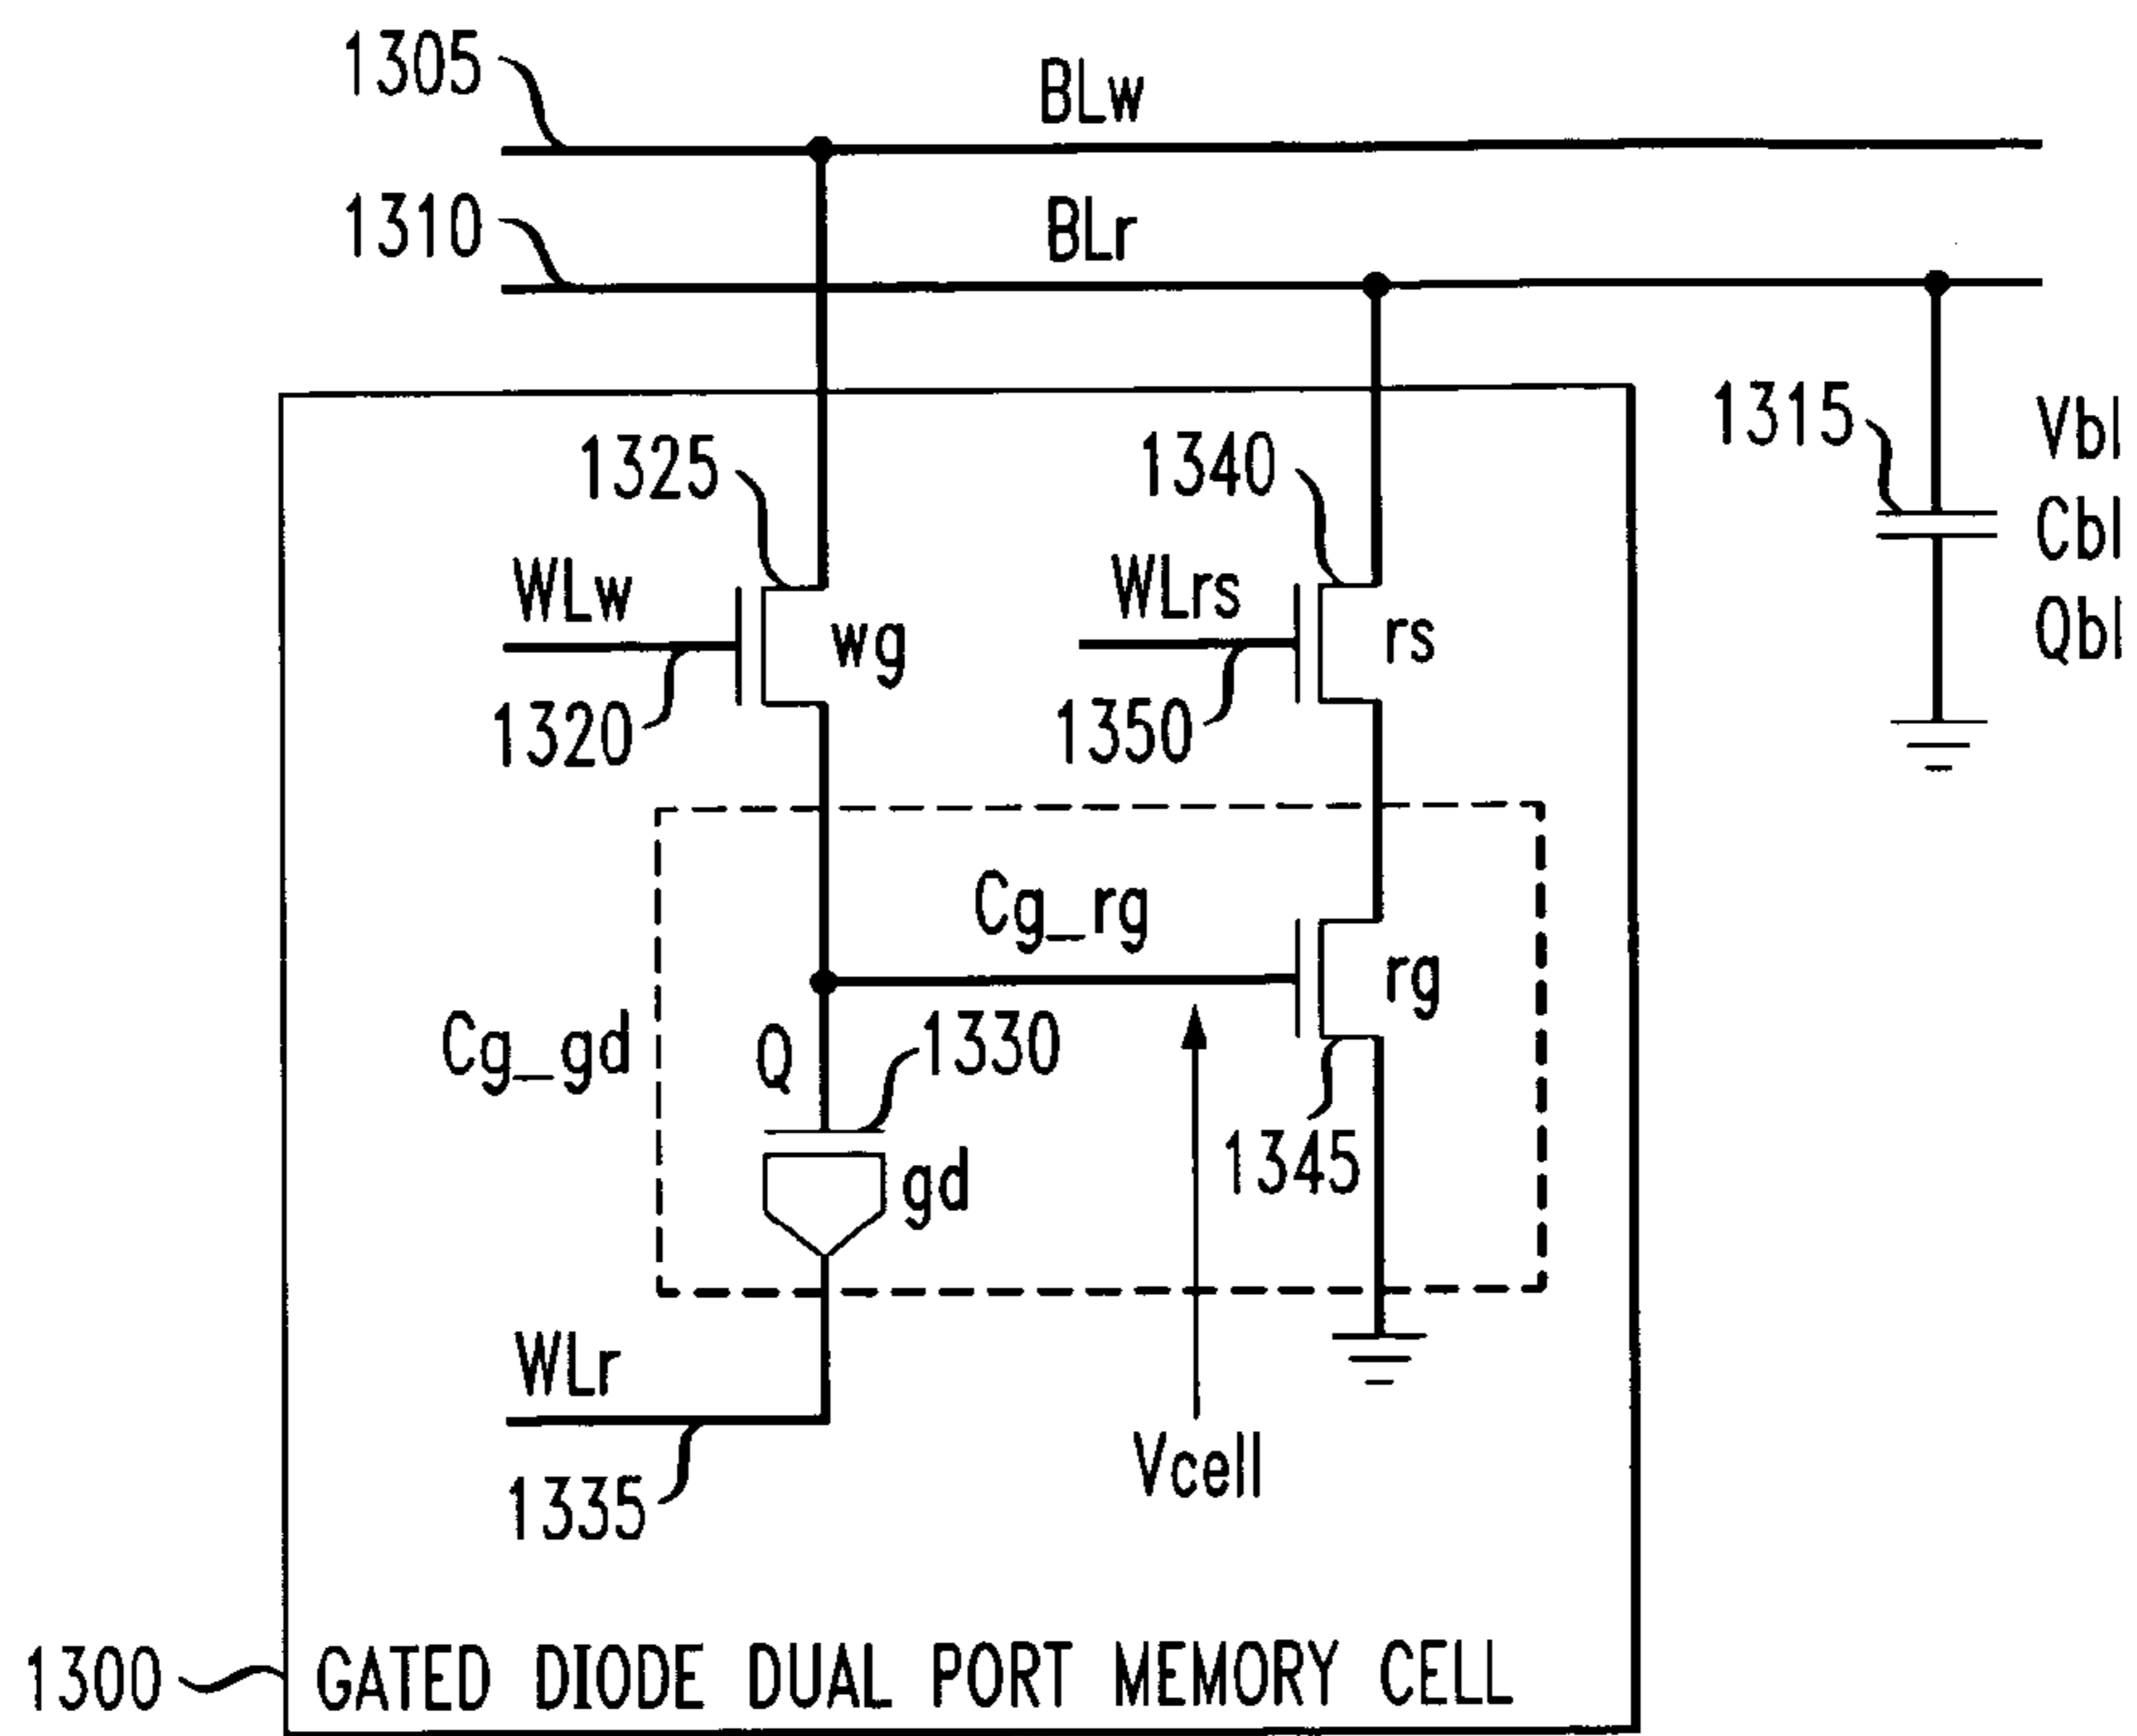 1305
BLw
1310
BLr
1325
1340
1315
Vbl
Cbl
Qbl
WLw
wg
WLrs
rs
1320
1350
Cg_rg
rg
Cg_gd
Q
1330
gd
1345
WLr
Vcell
1335
1300
GATED DIODE DUAL PORT MEMORY CELL